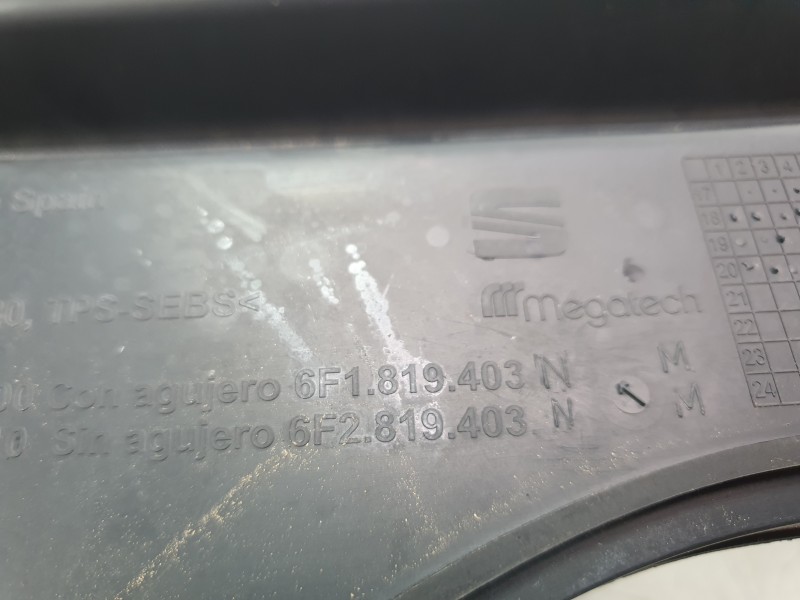 Spain
1 2 3 4
17
18
19
20
, TPS-SEBS<
megatech
21
22
23
24
Con agujero 6F1.819.403 N M
Sin agujero 6F2.819.403 N M